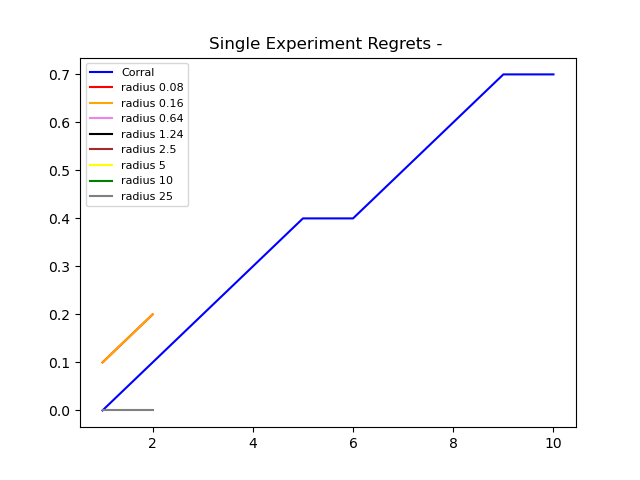 Single Experiment Regrets -
0.7
0.6
0.5
0.4
0.3
0.2
0.1
0.0
Corral
radius 0.08
radius 0.16
radius 0.64
radius 1.24
radius 2.5
radius 5
radius 10
radius 25
2 4 6 8 10